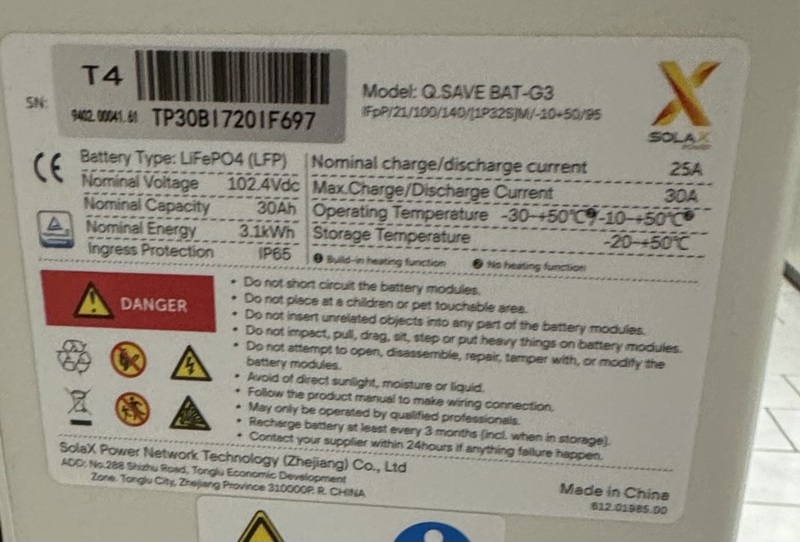 T4
SN:
9402.00041.61 TP30B17201F697
Model: Q.SAVE BAT-G3
IFpP/21/100/140/[1P32S]M/-10+50/95
SOLAX
POWER
CE
Battery Type: LiFePO4 (LFP)
Nominal Voltage 102.4Vdc
Nominal Capacity 30Ah
Nominal Energy 3.1kWh
Ingress Protection IP65
Nominal charge/discharge current 25A
Max.Charge/Discharge Current 30A
Operating Temperature -30~+50℃❶/-10~+50℃❷
Storage Temperature -20~+50℃
❶ Build-in heating function ❷ No heating function
DANGER
• Do not short circuit the battery modules.
• Do not place at a children or pet touchable area.
• Do not insert unrelated objects into any part of the battery modules.
• Do not impact, pull, drag, sit, step or put heavy things on battery modules.
• Do not attempt to open, disassemble, repair, tamper with, or modify the
battery modules.
• Avoid of direct sunlight, moisture or liquid.
• Follow the product manual to make wiring connection.
• May only be operated by qualified professionals.
• Recharge battery at least every 3 months (incl. when in storage).
• Contact your supplier within 24hours if anything failure happen.
SolaX Power Network Technology (Zhejiang) Co., Ltd
ADD: No.288 Shizhu Road, Tonglu Economic Development
Zone, Tonglu City, Zhejiang Province 310000P. R. CHINA
Made in China
612.01985.00